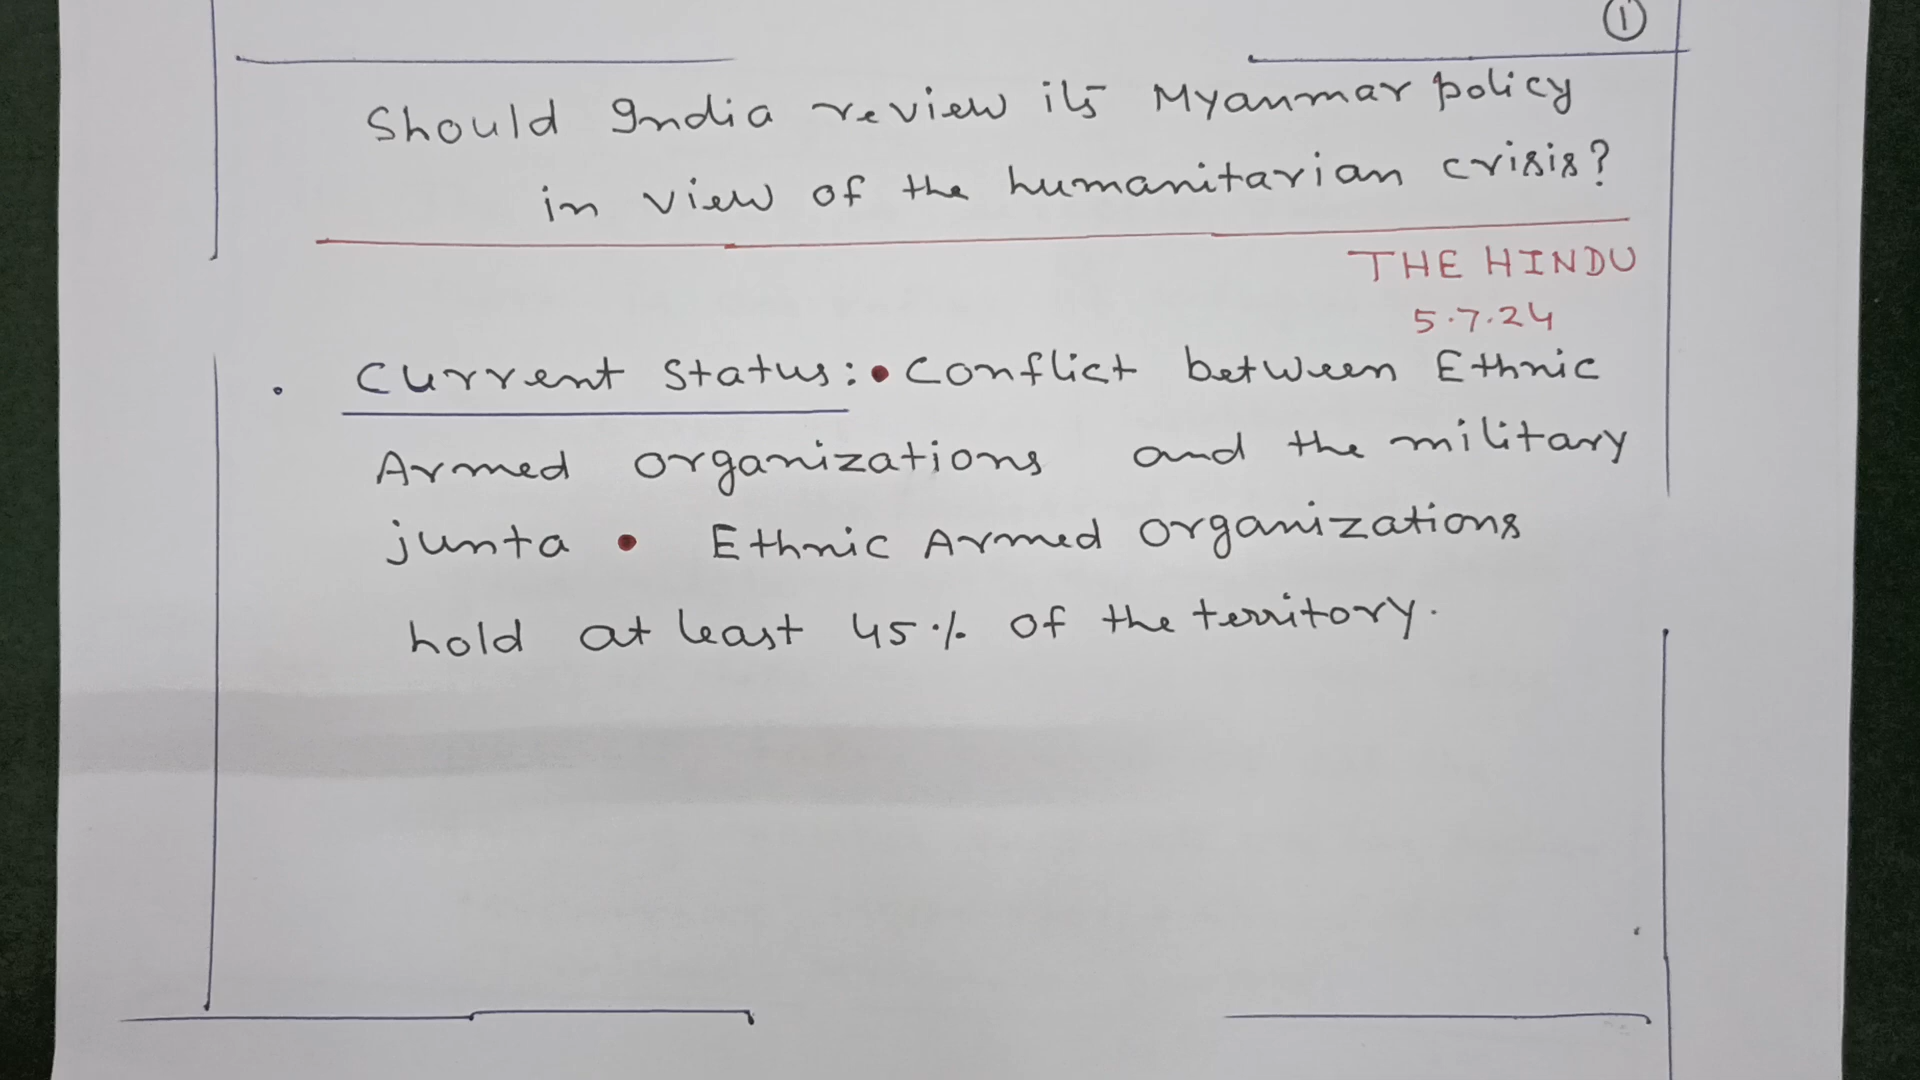 ①
Should India review its Myanmar policy
in view of the humanitarian crisis?
THE HINDU
5.7.24
• Current Status: • Conflict between Ethnic
Armed organizations and the military
junta • Ethnic Armed Organizations
hold at least 45% of the territory.